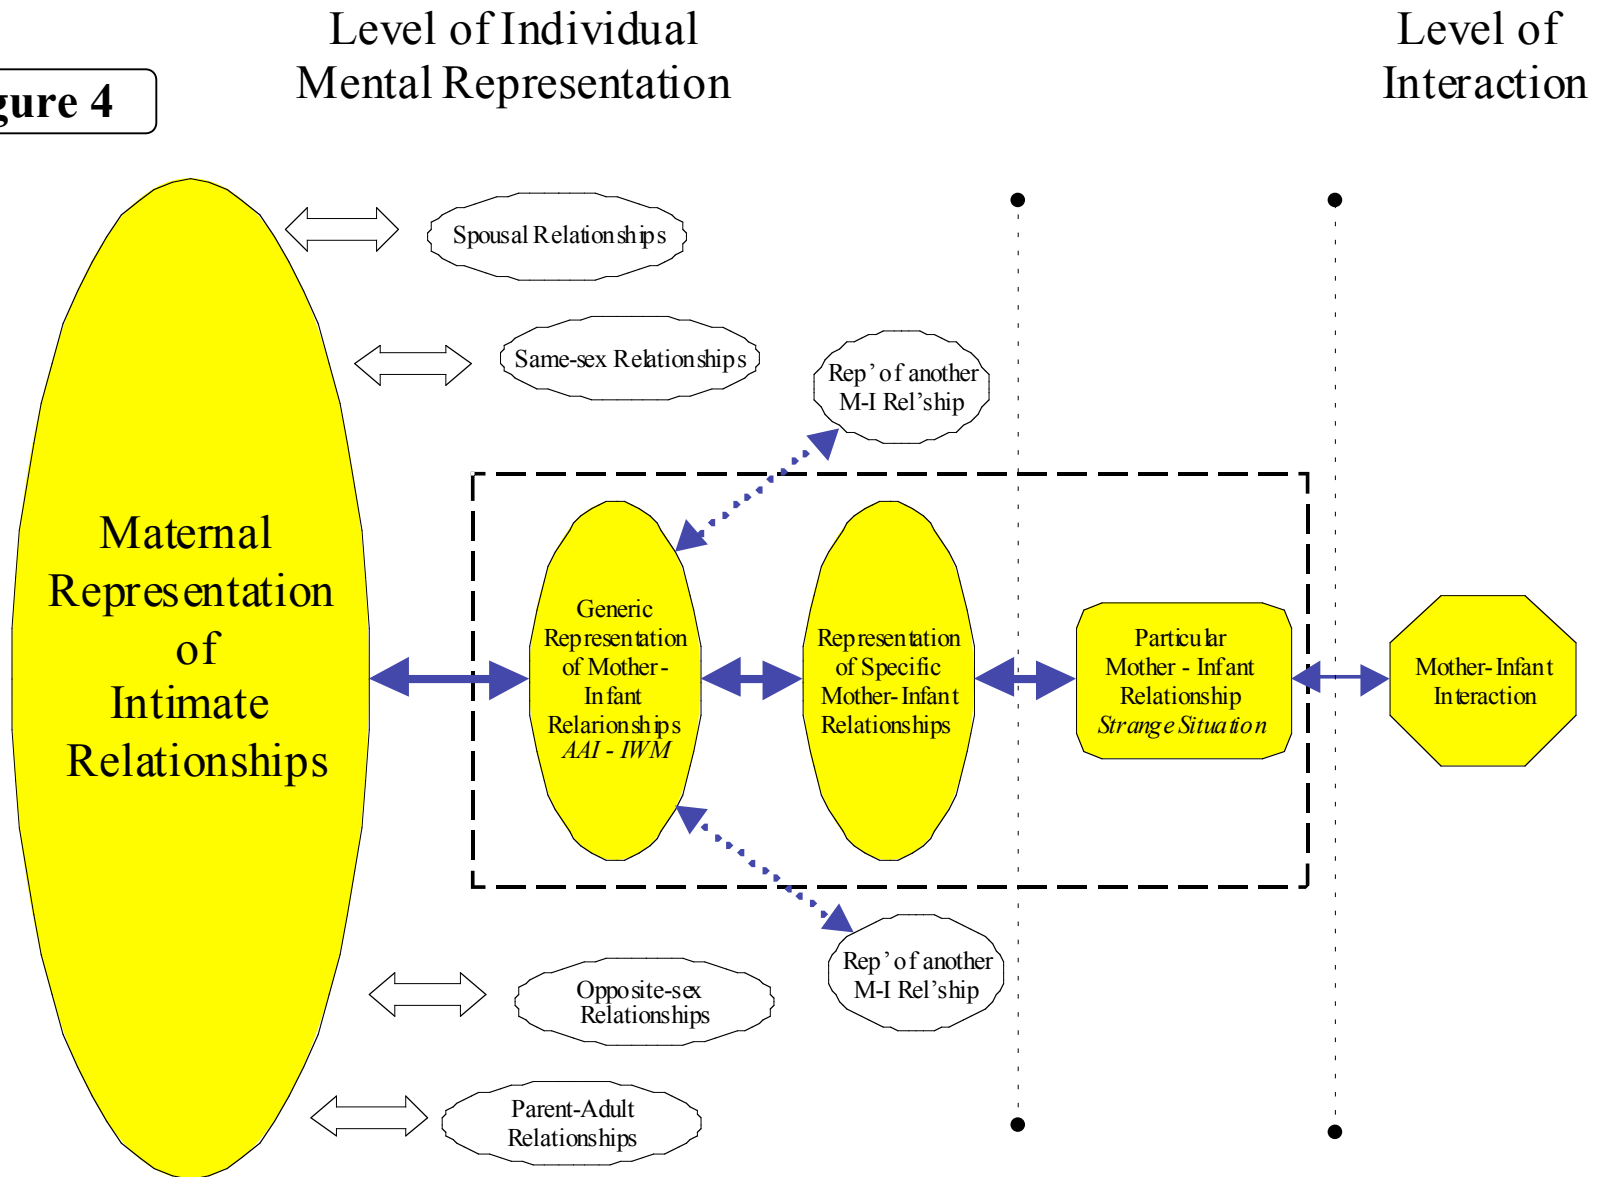 Level of Individual
Mental Representation
Level of
Interaction
gure 4
Spousal Relationships
Same-sex Relationships
Rep’ of another
M-I Rel’ship
Maternal
Representation
of
Intimate
Relationships
Generic
Representation
of Mother-
Infant
Relarionships
AAI - IWM
Representation
of Specific
Mother-Infant
Relationships
Particular
Mother - Infant
Relationship
Strange Situation
Mother-Infant
Interaction
Rep’ of another
M-I Rel’ship
Opposite-sex
Relationships
Parent-Adult
Relationships